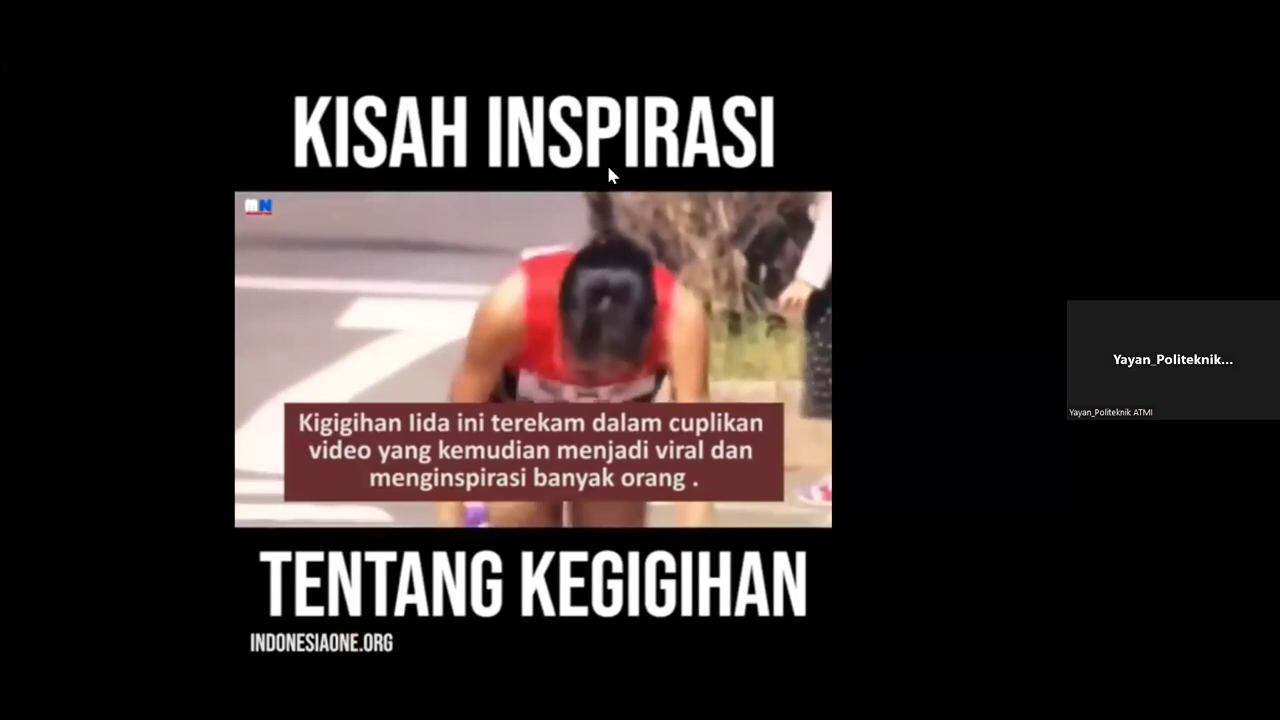 KISAH INSPIRASI
MN
Kigigihan Iida ini terekam dalam cuplikan
video yang kemudian menjadi viral dan
menginspirasi banyak orang .
TENTANG KEGIGIHAN
INDONESIAONE.ORG
Yayan_Politeknik...
Yayan_Politeknik ATMI